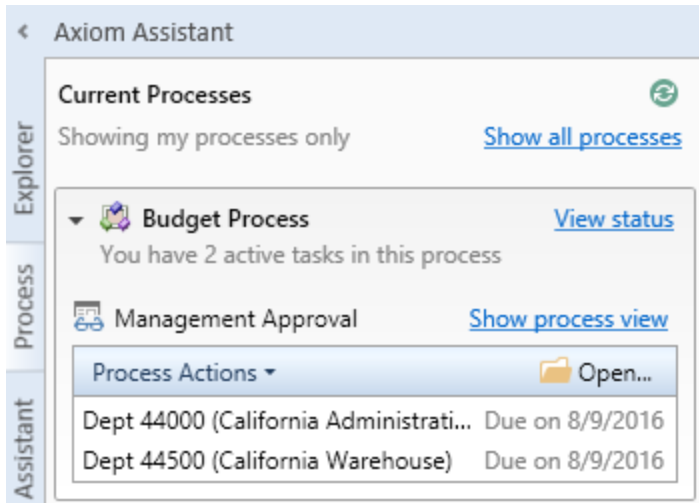 Axiom Assistant
Current Processes
Showing my processes only Show all processes
Explorer
Budget Process View status
You have 2 active tasks in this process
Process
Management Approval Show process view
Process Actions Open...
Assistant
Dept 44000 (California Administrati... Due on 8/9/2016
Dept 44500 (California Warehouse) Due on 8/9/2016